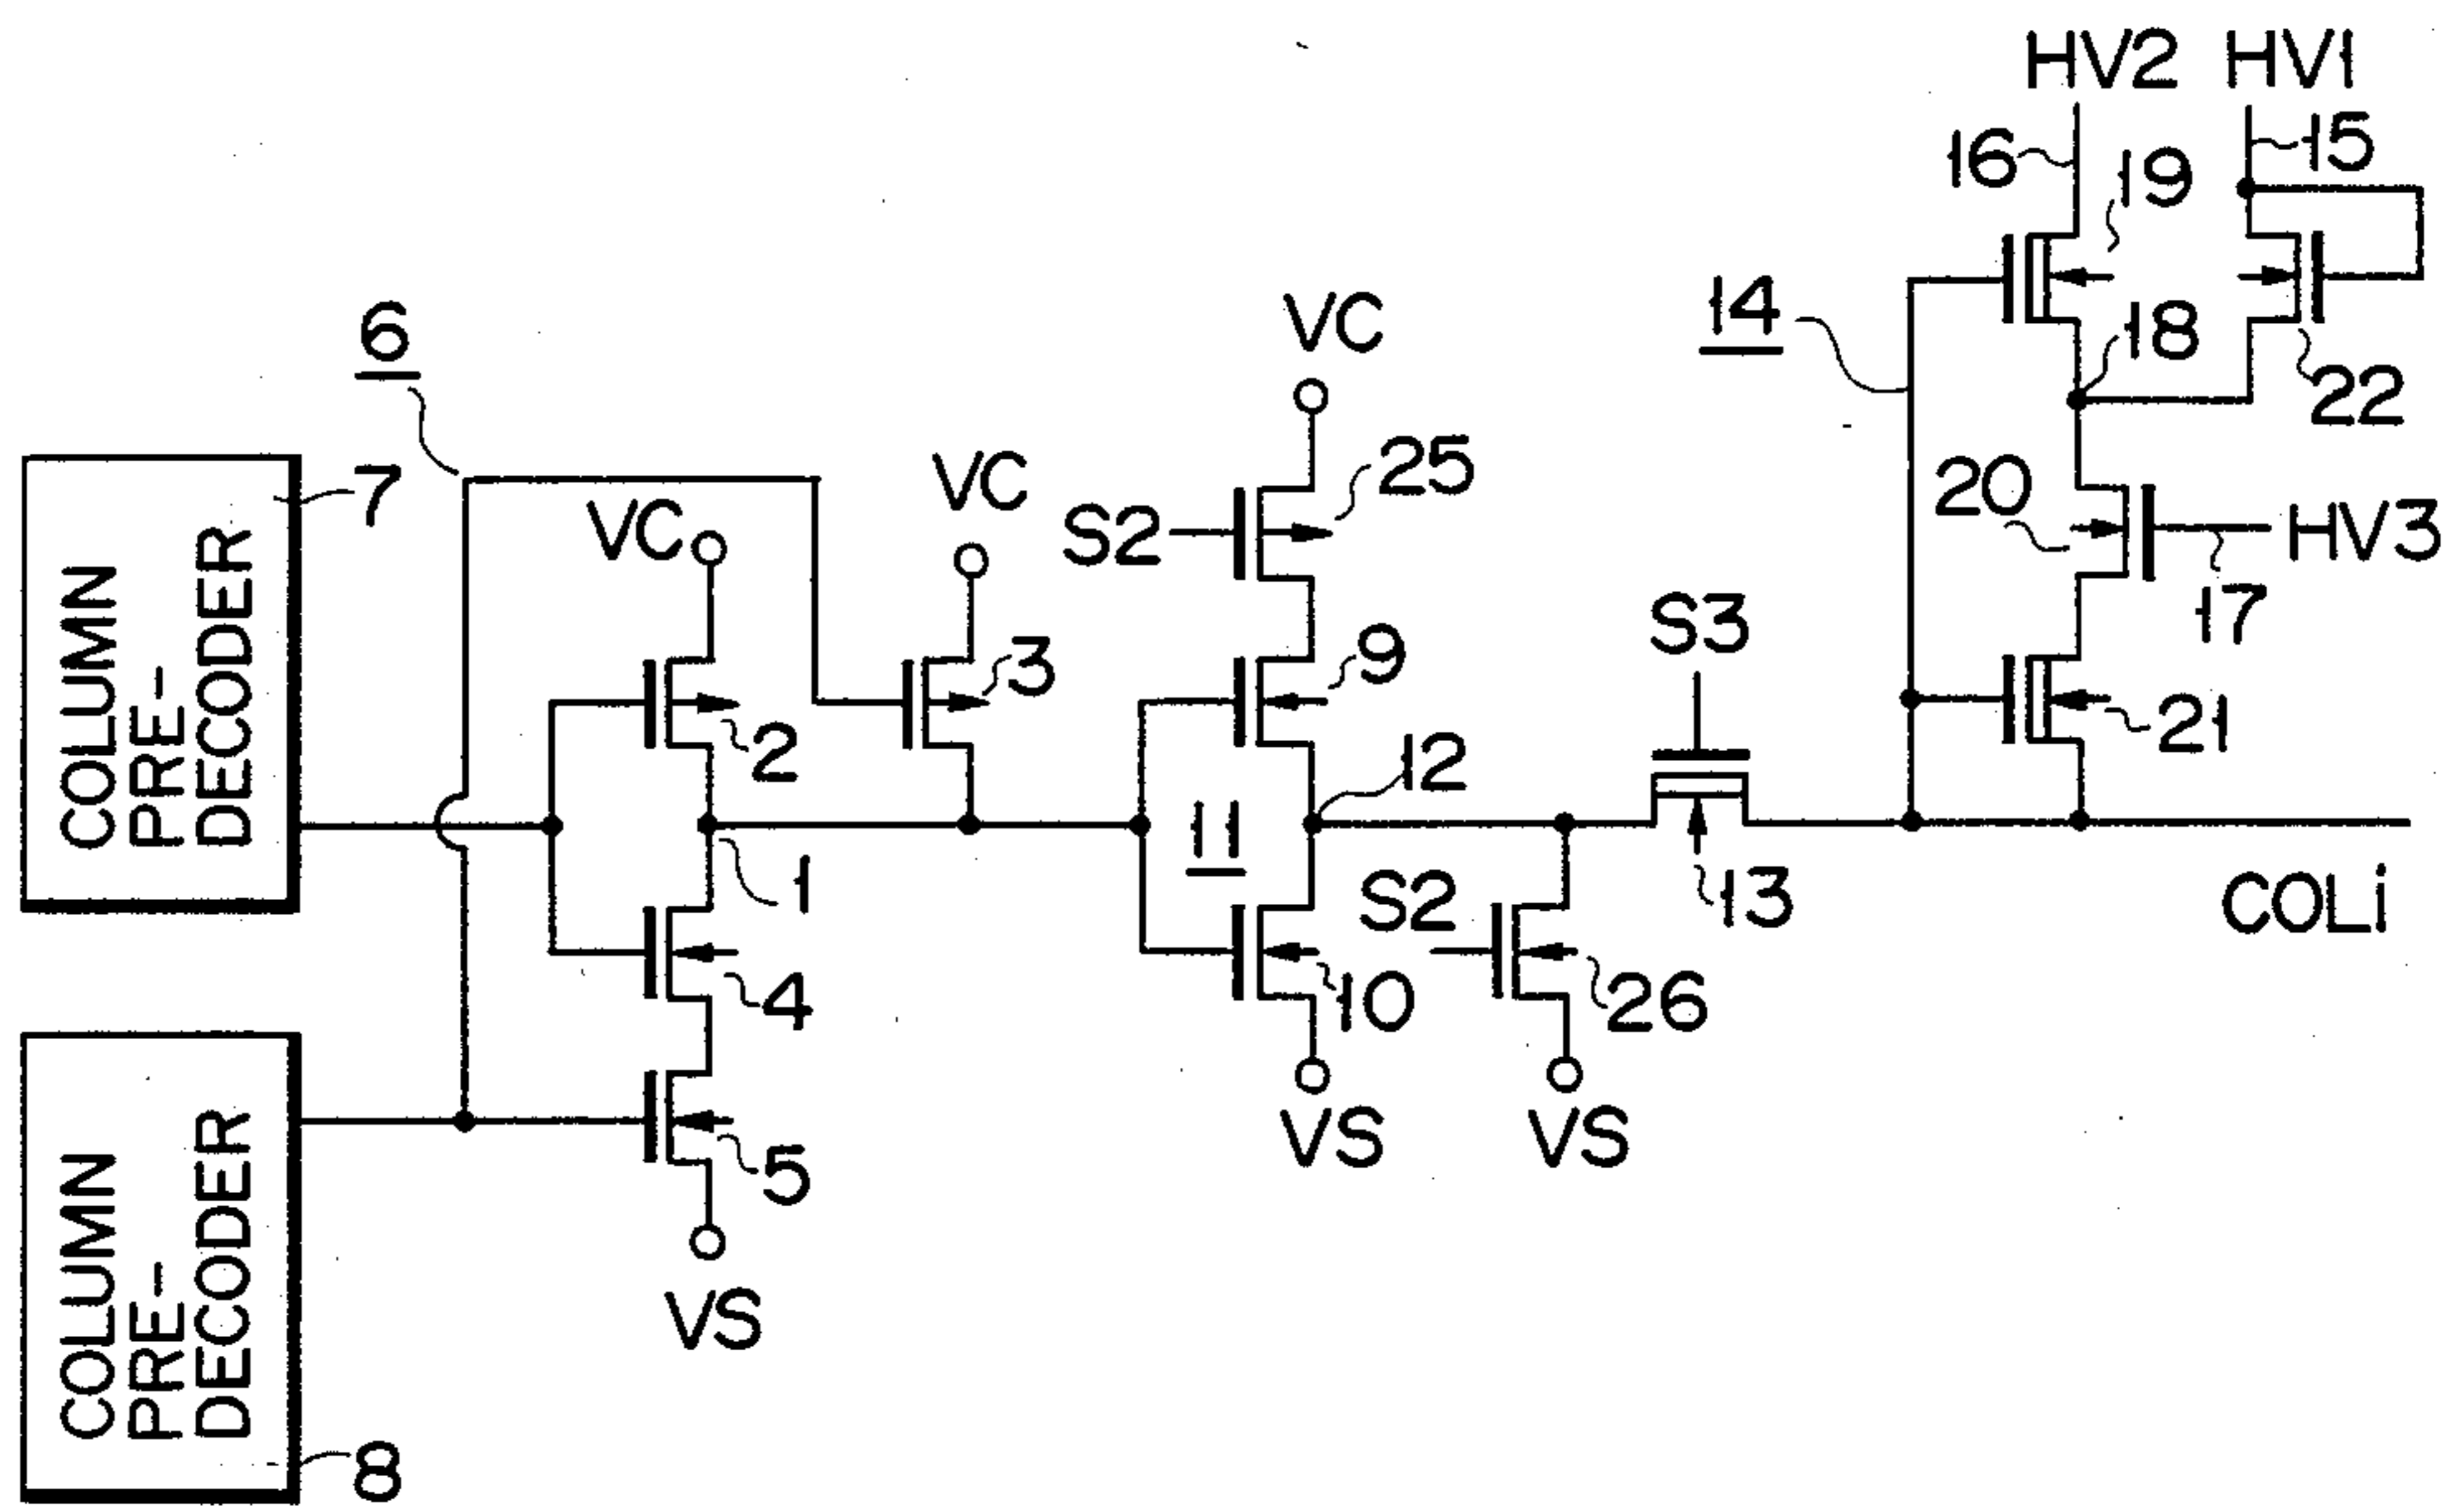 HV2 HV1
16
15
19
14
18
22
VC
6
25
7
VC
VC
S2
20
HV3
17
COLUMN
PRE-
DECODER
3
S3
9
2
12
21
11
1
13
S2
COLi
4
10
26
5
VS
VS
COLUMN
PRE-
DECODER
VS
8